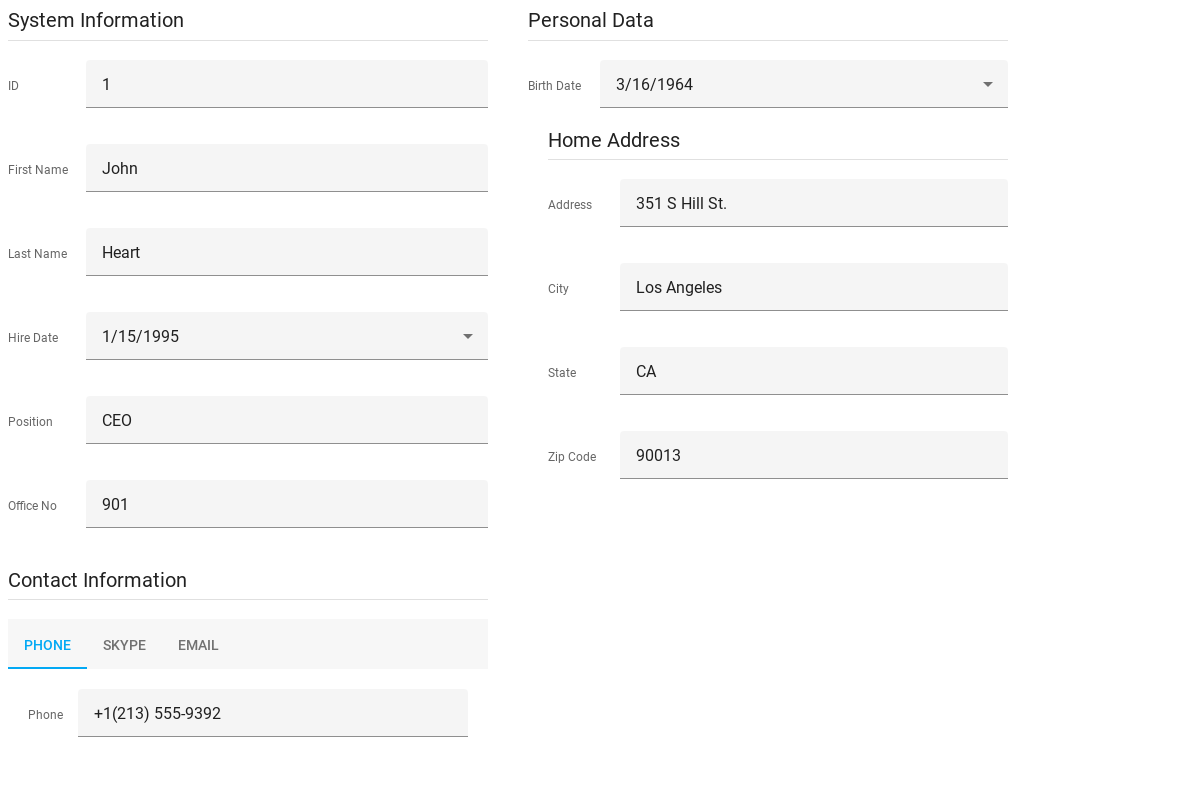 System Information
ID
1
First Name
John
Last Name
Heart
Hire Date
1/15/1995
Position
CEO
Office No
901
Contact Information
PHONE SKYPE EMAIL
Phone
+1(213) 555-9392
Personal Data
Birth Date
3/16/1964
Home Address
Address
351 S Hill St.
City
Los Angeles
State
CA
Zip Code
90013